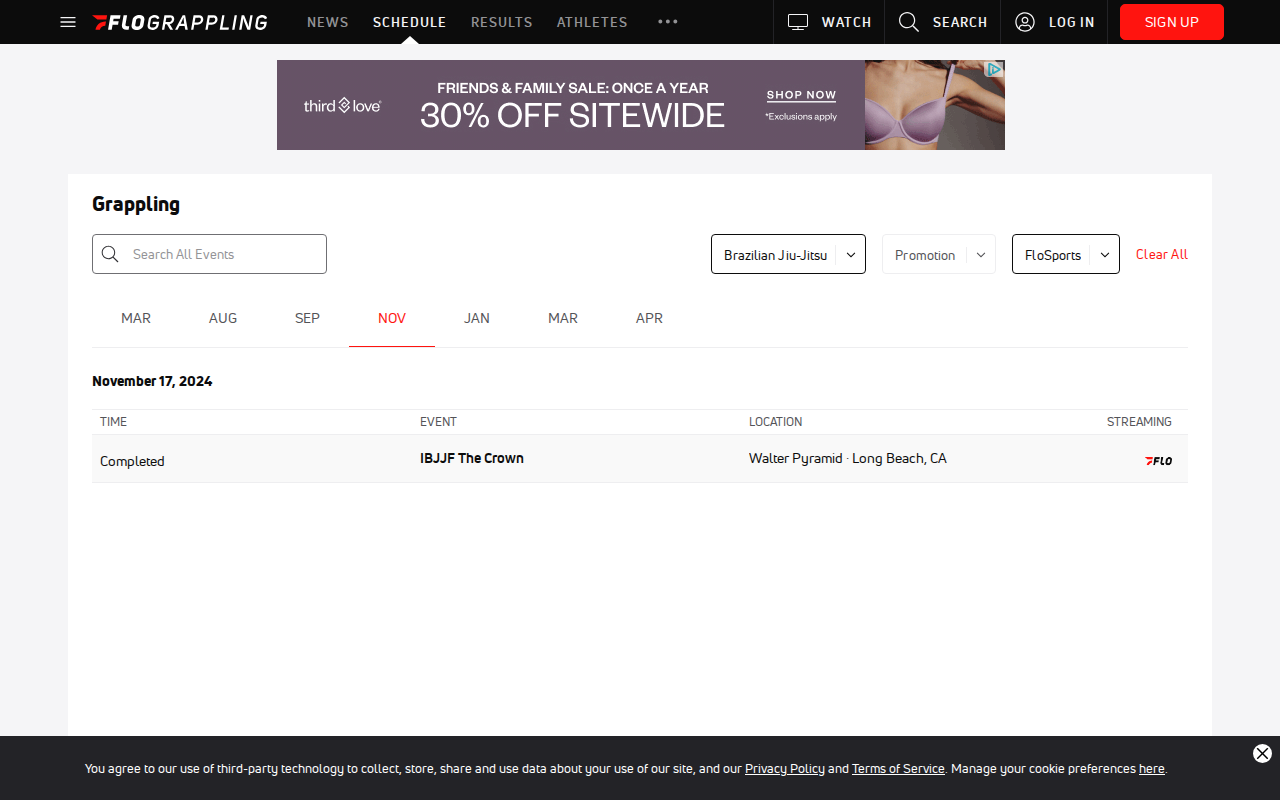 FLOGRAPPLING NEWS SCHEDULE RESULTS ATHLETES WATCH SEARCH LOG IN SIGN UP
third love FRIENDS & FAMILY SALE: ONCE A YEAR SHOP NOW
30% OFF SITEWIDE *Exclusions apply
Grappling
Search All Events Brazilian Jiu-Jitsu Promotion FloSports Clear All
MAR AUG SEP NOV JAN MAR APR
November 17, 2024
TIME EVENT LOCATION STREAMING
Completed IBJJF The Crown Walter Pyramid · Long Beach, CA FLO
You agree to our use of third-party technology to collect, store, share and use data about your use of our site, and our Privacy Policy and Terms of Service. Manage your cookie preferences here.